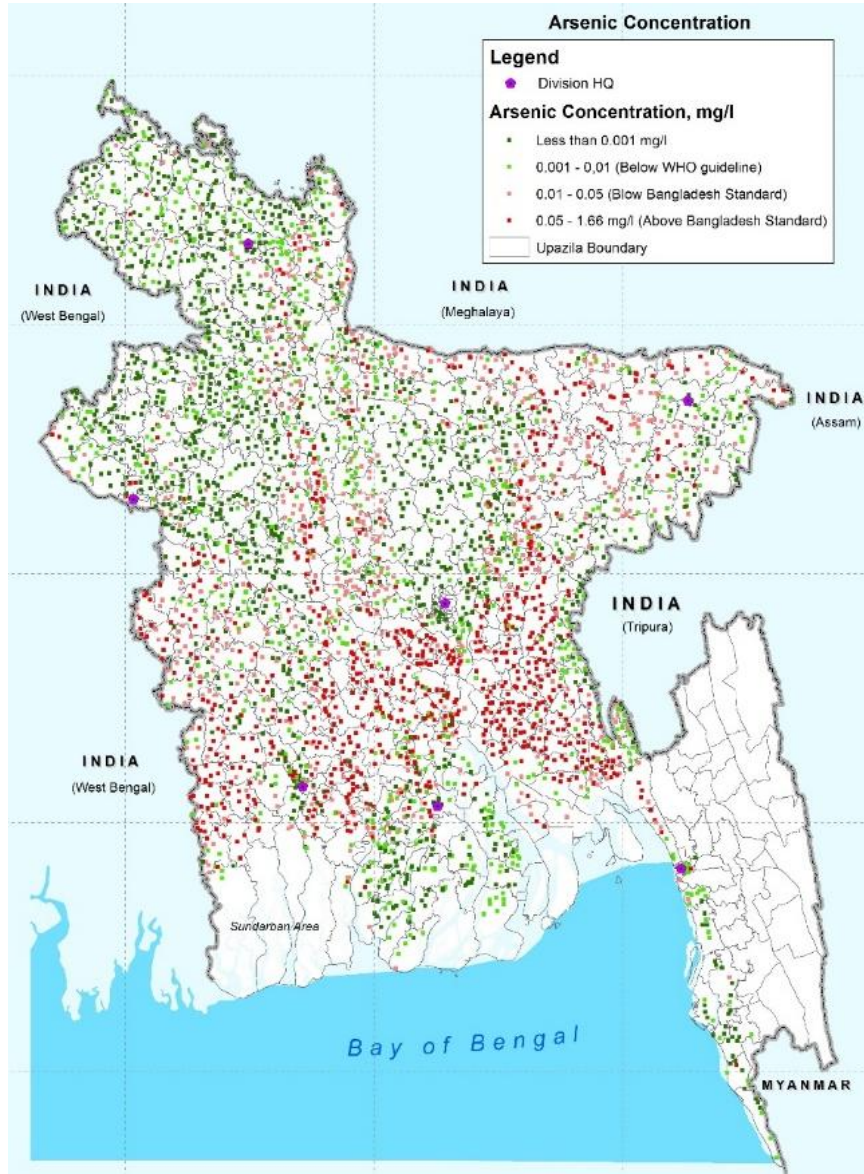 Arsenic Concentration
Legend
Division HQ
Arsenic Concentration, mg/l
Less than 0.001 mg/l
0.001 - 0,01 (Below WHO guideline)
0.01 - 0.05 (Blow Bangladesh Standard)
0.05 - 1.66 mg/l (Above Bangladesh Standard)
Upazila Boundary
INDIA
(West Bengal)
INDIA
(Meghalaya)
INDIA
(Assam)
INDIA
(Tripura)
INDIA
(West Bengal)
Sundarban Area
Bay of Bengal
MYANMAR